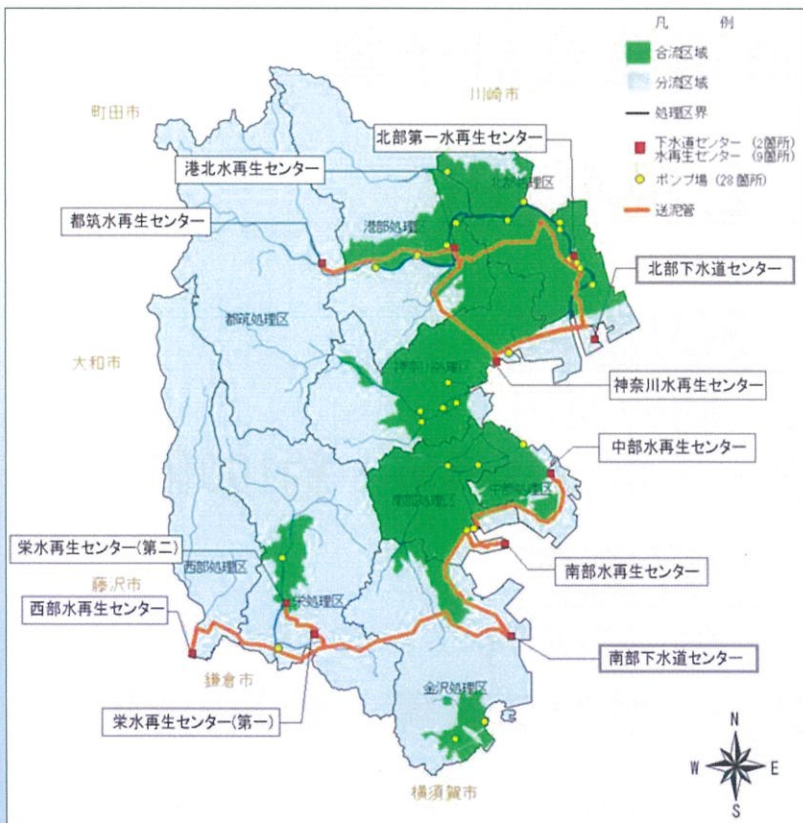 凡　例
合流区域
分流区域
処理区界
下水道センター (2箇所)
水再生センター (9箇所)
ポンプ場 (28箇所)
送泥管
川崎市
町田市
北部第一水再生センター
港北水再生センター
北部処理区
都筑水再生センター
港部処理区
北部下水道センター
都筑処理区
大和市
神奈川処理区
神奈川水再生センター
中部水再生センター
中部処理区
南部処理区
栄水再生センター(第二)
西部処理区
南部水再生センター
藤沢市
栄処理区
西部水再生センター
南部下水道センター
鎌倉市
金沢処理区
栄水再生センター(第一)
横須賀市
N
W
E
S